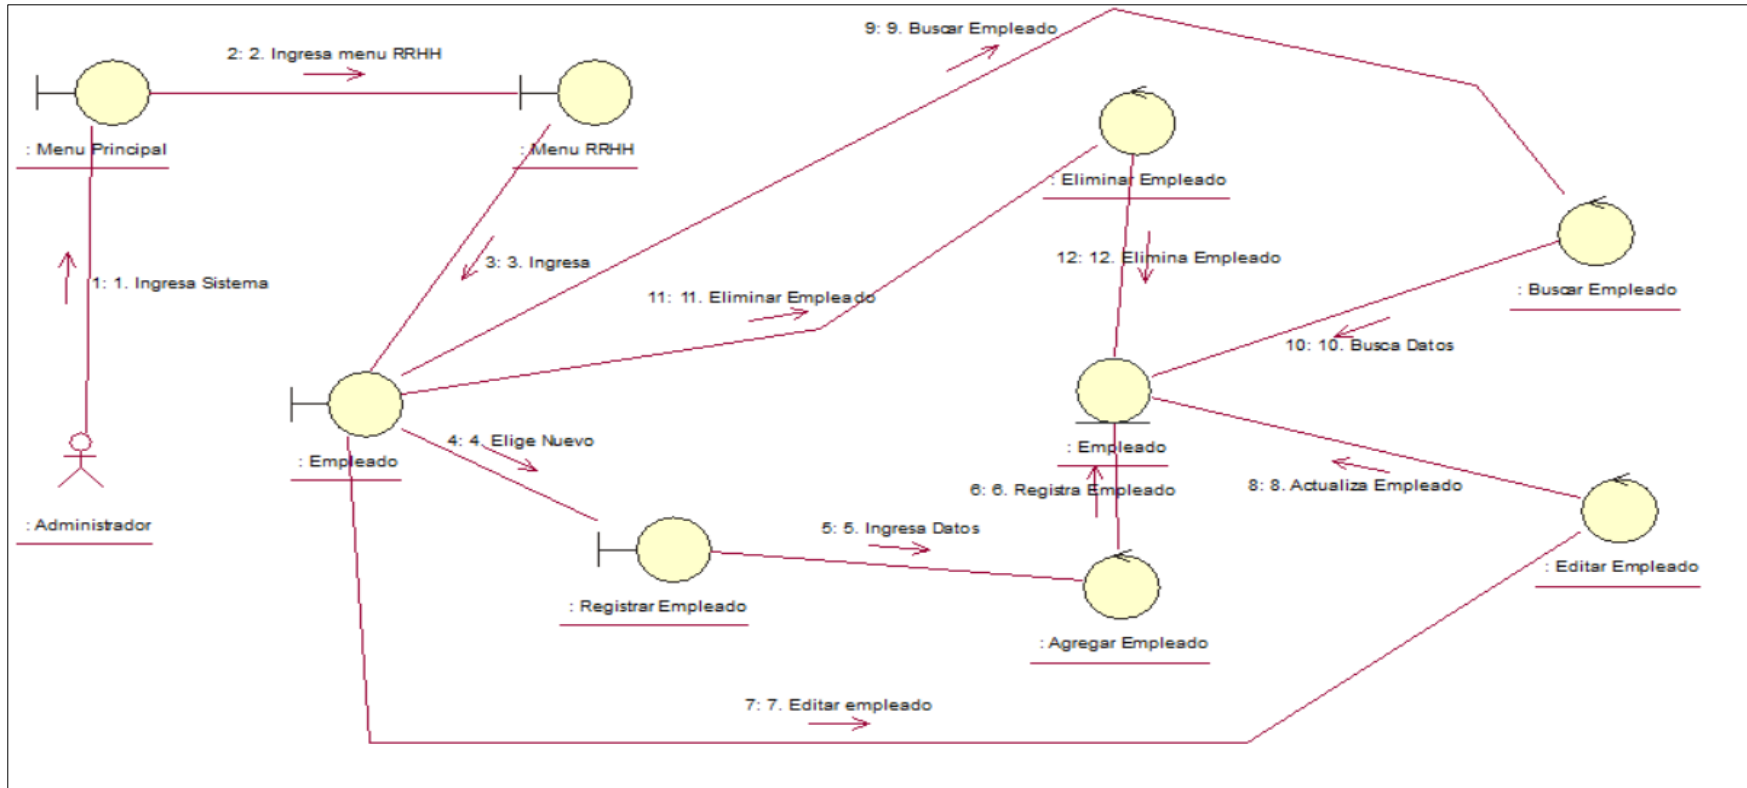 9: 9. Buscar Empleado
2: 2. Ingresa menu RRHH
: Menu Principal
: Menu RRHH
: Eliminar Empleado
12: 12. Elimina Empleado
3: 3. Ingresa
1: 1. Ingresa Sistema
11: 11. Eliminar Empleado
: Buscar Empleado
10: 10. Busca Datos
4: 4. Elige Nuevo
: Empleado
: Empleado
6: 6. Registra Empleado
8: 8. Actualiza Empleado
: Administrador
5: 5. Ingresa Datos
: Editar Empleado
: Registrar Empleado
: Agregar Empleado
7: 7. Editar empleado